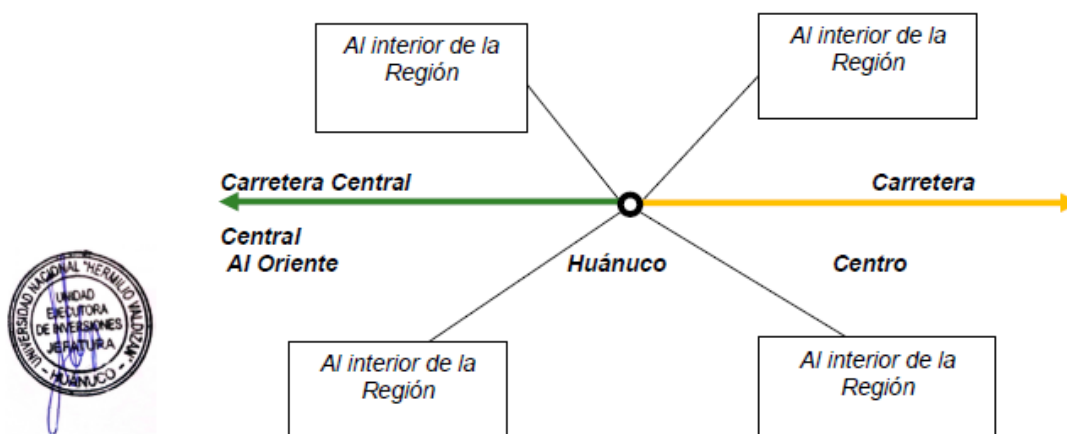 Al interior de la
Región
Al interior de la
Región
Carretera Central
Carretera
Central
Al Oriente
Huánuco
Centro
UNIVERSIDAD NACIONAL "HERMILIO VALDIZAN"
UNIDAD
EJECUTORA
DE INVERSIONES
JEFATURA
- HUÁNUCO -
Al interior de la
Región
Al interior de la
Región